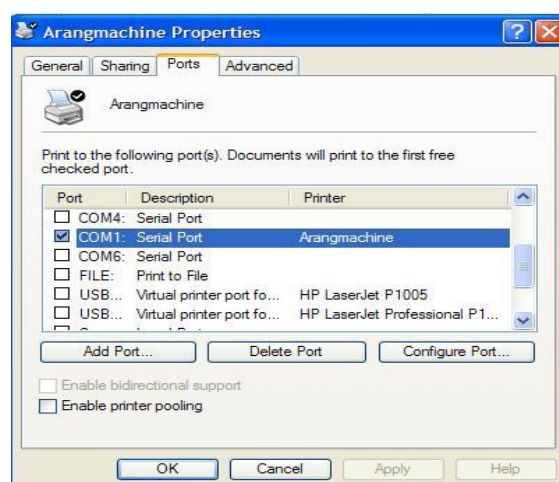 Arangmachine Properties
General Sharing Ports Advanced
Arangmachine
Print to the following port(s). Documents will print to the first free
checked port.
Port Description Printer
COM4: Serial Port
COM1: Serial Port Arangmachine
COM6: Serial Port
FILE: Print to File
USB... Virtual printer port fo... HP LaserJet P1005
USB... Virtual printer port fo... HP LaserJet Professional P1...
Add Port... Delete Port Configure Port...
Enable bidirectional support
Enable printer pooling
OK Cancel Apply Help